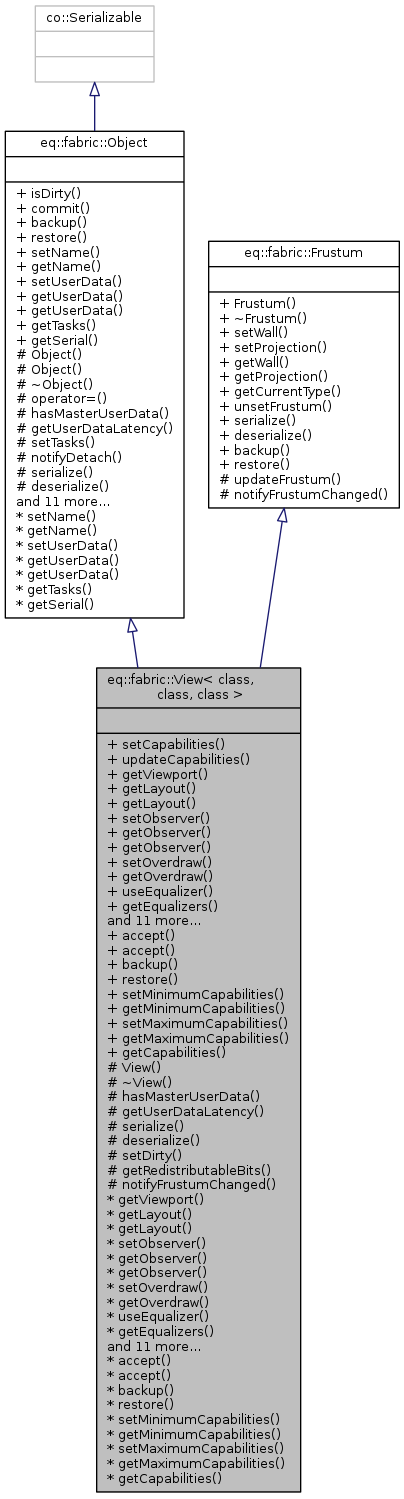 co::Serializable
eq::fabric::Object
+ isDirty()
+ commit()
+ backup()
+ restore()
+ setName()
+ getName()
+ setUserData()
+ getUserData()
+ getUserData()
+ getTasks()
+ getSerial()
# Object()
# Object()
# ~Object()
# operator=()
# hasMasterUserData()
# getUserDataLatency()
# setTasks()
# notifyDetach()
# serialize()
# deserialize()
and 11 more...
* setName()
* getName()
* setUserData()
* getUserData()
* getUserData()
* getTasks()
* getSerial()
eq::fabric::Frustum
+ Frustum()
+ ~Frustum()
+ setWall()
+ setProjection()
+ getWall()
+ getProjection()
+ getCurrentType()
+ unsetFrustum()
+ serialize()
+ deserialize()
+ backup()
+ restore()
# updateFrustum()
# notifyFrustumChanged()
eq::fabric::View< class,
class, class >
+ setCapabilities()
+ updateCapabilities()
+ getViewport()
+ getLayout()
+ getLayout()
+ setObserver()
+ getObserver()
+ getObserver()
+ setOverdraw()
+ getOverdraw()
+ useEqualizer()
+ getEqualizers()
and 11 more...
+ accept()
+ accept()
+ backup()
+ restore()
+ setMinimumCapabilities()
+ getMinimumCapabilities()
+ setMaximumCapabilities()
+ getMaximumCapabilities()
+ getCapabilities()
# View()
# ~View()
# hasMasterUserData()
# getUserDataLatency()
# serialize()
# deserialize()
# setDirty()
# getRedistributableBits()
# notifyFrustumChanged()
* getViewport()
* getLayout()
* getLayout()
* setObserver()
* getObserver()
* getObserver()
* setOverdraw()
* getOverdraw()
* useEqualizer()
* getEqualizers()
and 11 more...
* accept()
* accept()
* backup()
* restore()
* setMinimumCapabilities()
* getMinimumCapabilities()
* setMaximumCapabilities()
* getMaximumCapabilities()
* getCapabilities()